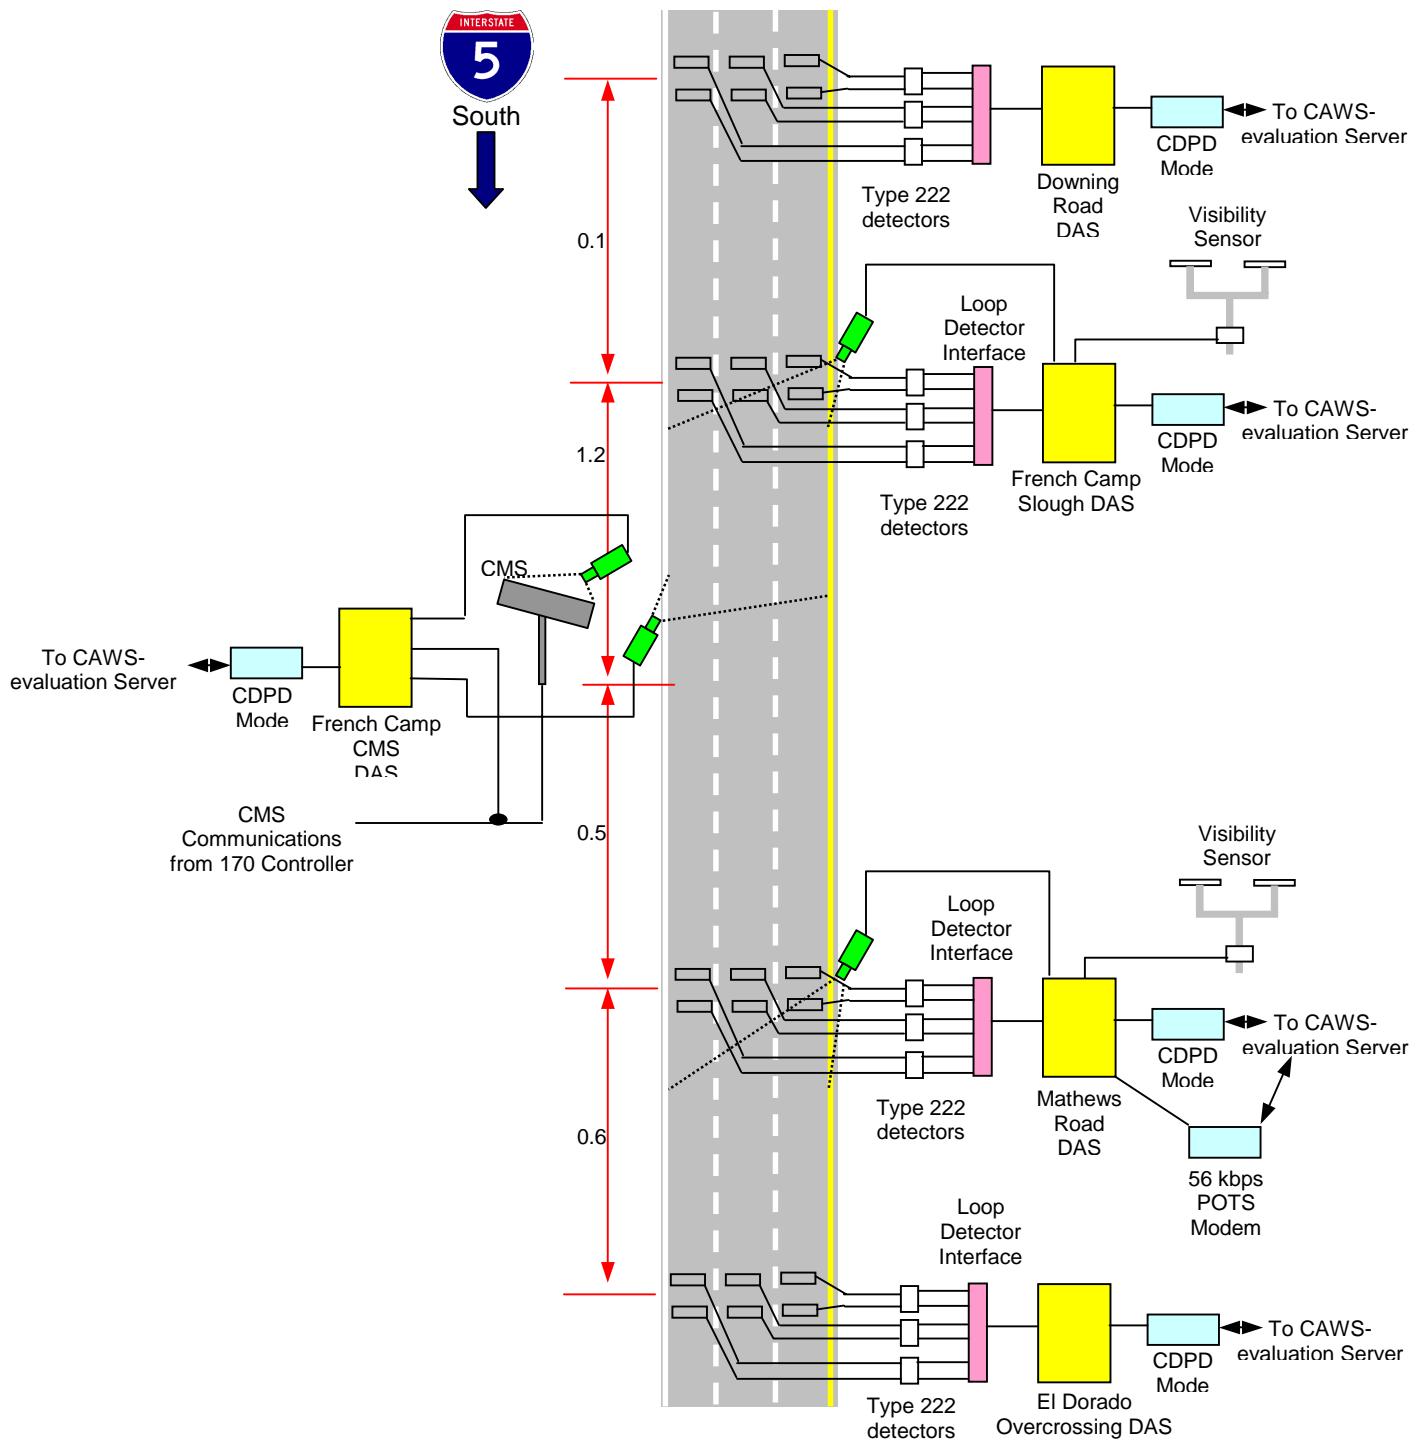 INTERSTATE
5
South
To CAWS-
evaluation Server
CDPD
Mode
Downing
Road
DAS
Type 222
detectors
Visibility
Sensor
0.1
Loop
Detector
Interface
To CAWS-
evaluation Server
CDPD
Mode
1.2
French Camp
Slough DAS
Type 222
detectors
CMS
To CAWS-
evaluation Server
CDPD
Mode
French Camp
CMS
DAS
CMS
Communications
from 170 Controller
0.5
Visibility
Sensor
Loop
Detector
Interface
To CAWS-
evaluation Server
CDPD
Mode
Mathews
Road
DAS
Type 222
detectors
0.6
56 kbps
POTS
Modem
Loop
Detector
Interface
To CAWS-
evaluation Server
CDPD
Mode
El Dorado
Overcrossing DAS
Type 222
detectors